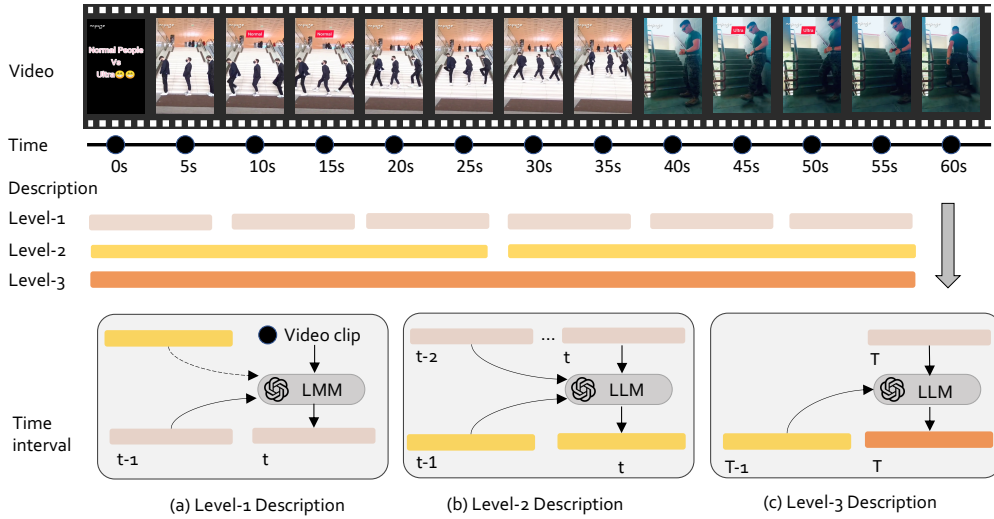 Video
Normal People
Vs
Ultra😁😁
Normal
Normal
Ultra
Ultra
Time
0s 5s 10s 15s 20s 25s 30s 35s 40s 45s 50s 55s 60s
Description
Level-1
Level-2
Level-3
Time
interval
Video clip
LMM
t-1 t
(a) Level-1 Description
t-2 ... t
LLM
t-1 t
(b) Level-2 Description
T
LLM
T-1 T
(c) Level-3 Description